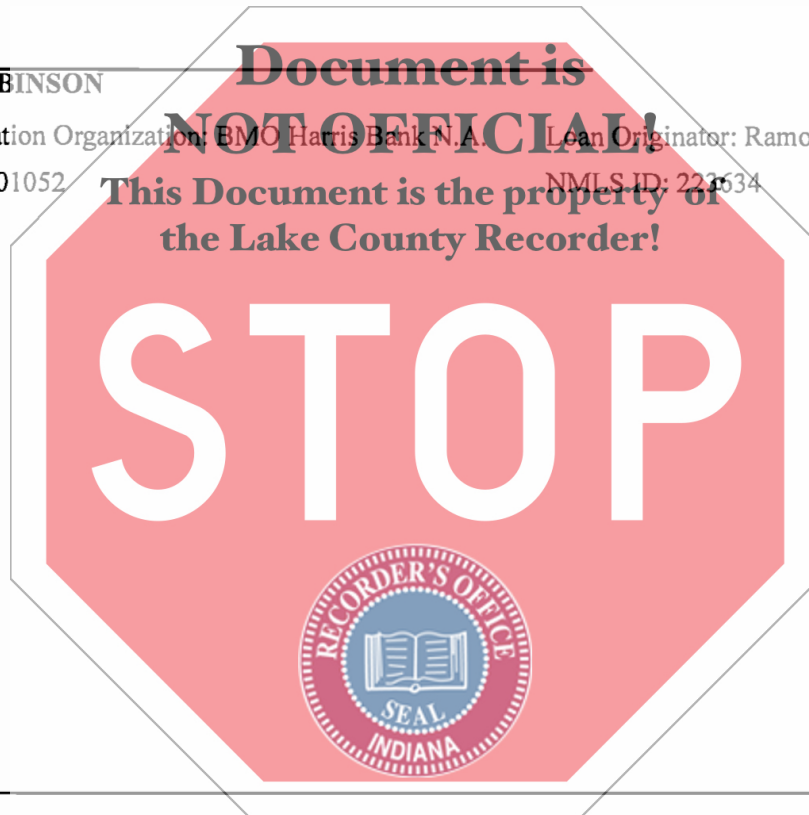 Document is
BINSON
NOT OFFICIAL!
tion Organization: BMO Harris Bank N.A. Loan Originator: Ramo
01052 NMLS ID: 223634
This Document is the property of
the Lake County Recorder!
STOP
RECORDER'S OFFICE
SEAL
INDIANA